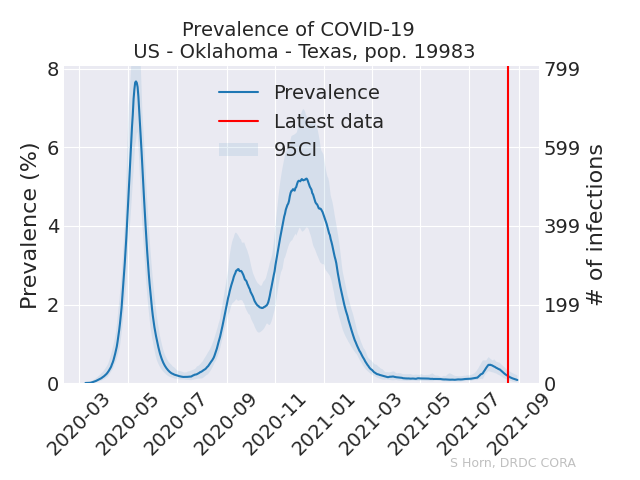 Prevalence of COVID-19
US - Oklahoma - Texas, pop. 19983
Prevalence
Latest data
95CI
Prevalence (%)
8
6
4
2
0
799
599
399
199
0
# of infections
2020-03
2020-05
2020-07
2020-09
2020-11
2021-01
2021-03
2021-05
2021-07
2021-09
S Horn, DRDC CORA